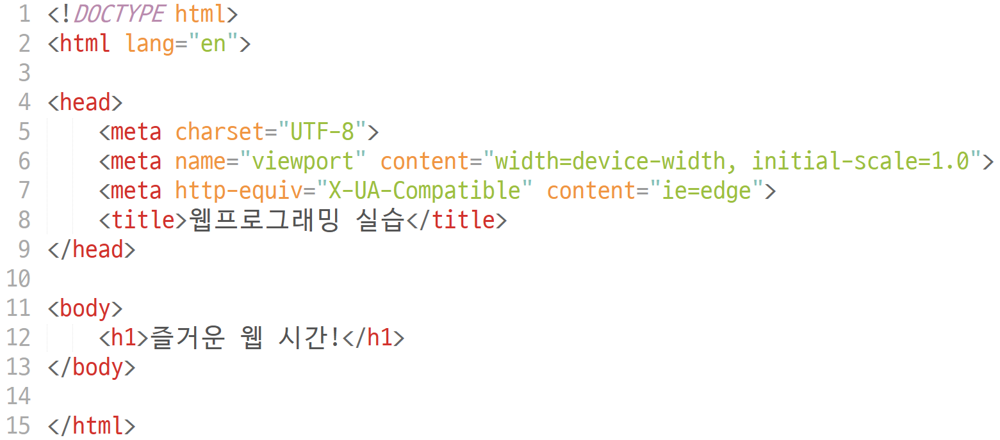 1 <!DOCTYPE html>
2 <html lang="en">
3
4 <head>
5     <meta charset="UTF-8">
6     <meta name="viewport" content="width=device-width, initial-scale=1.0">
7     <meta http-equiv="X-UA-Compatible" content="ie=edge">
8     <title>웹프로그래밍 실습</title>
9 </head>
10
11 <body>
12     <h1>즐거운 웹 시간!</h1>
13 </body>
14
15 </html>